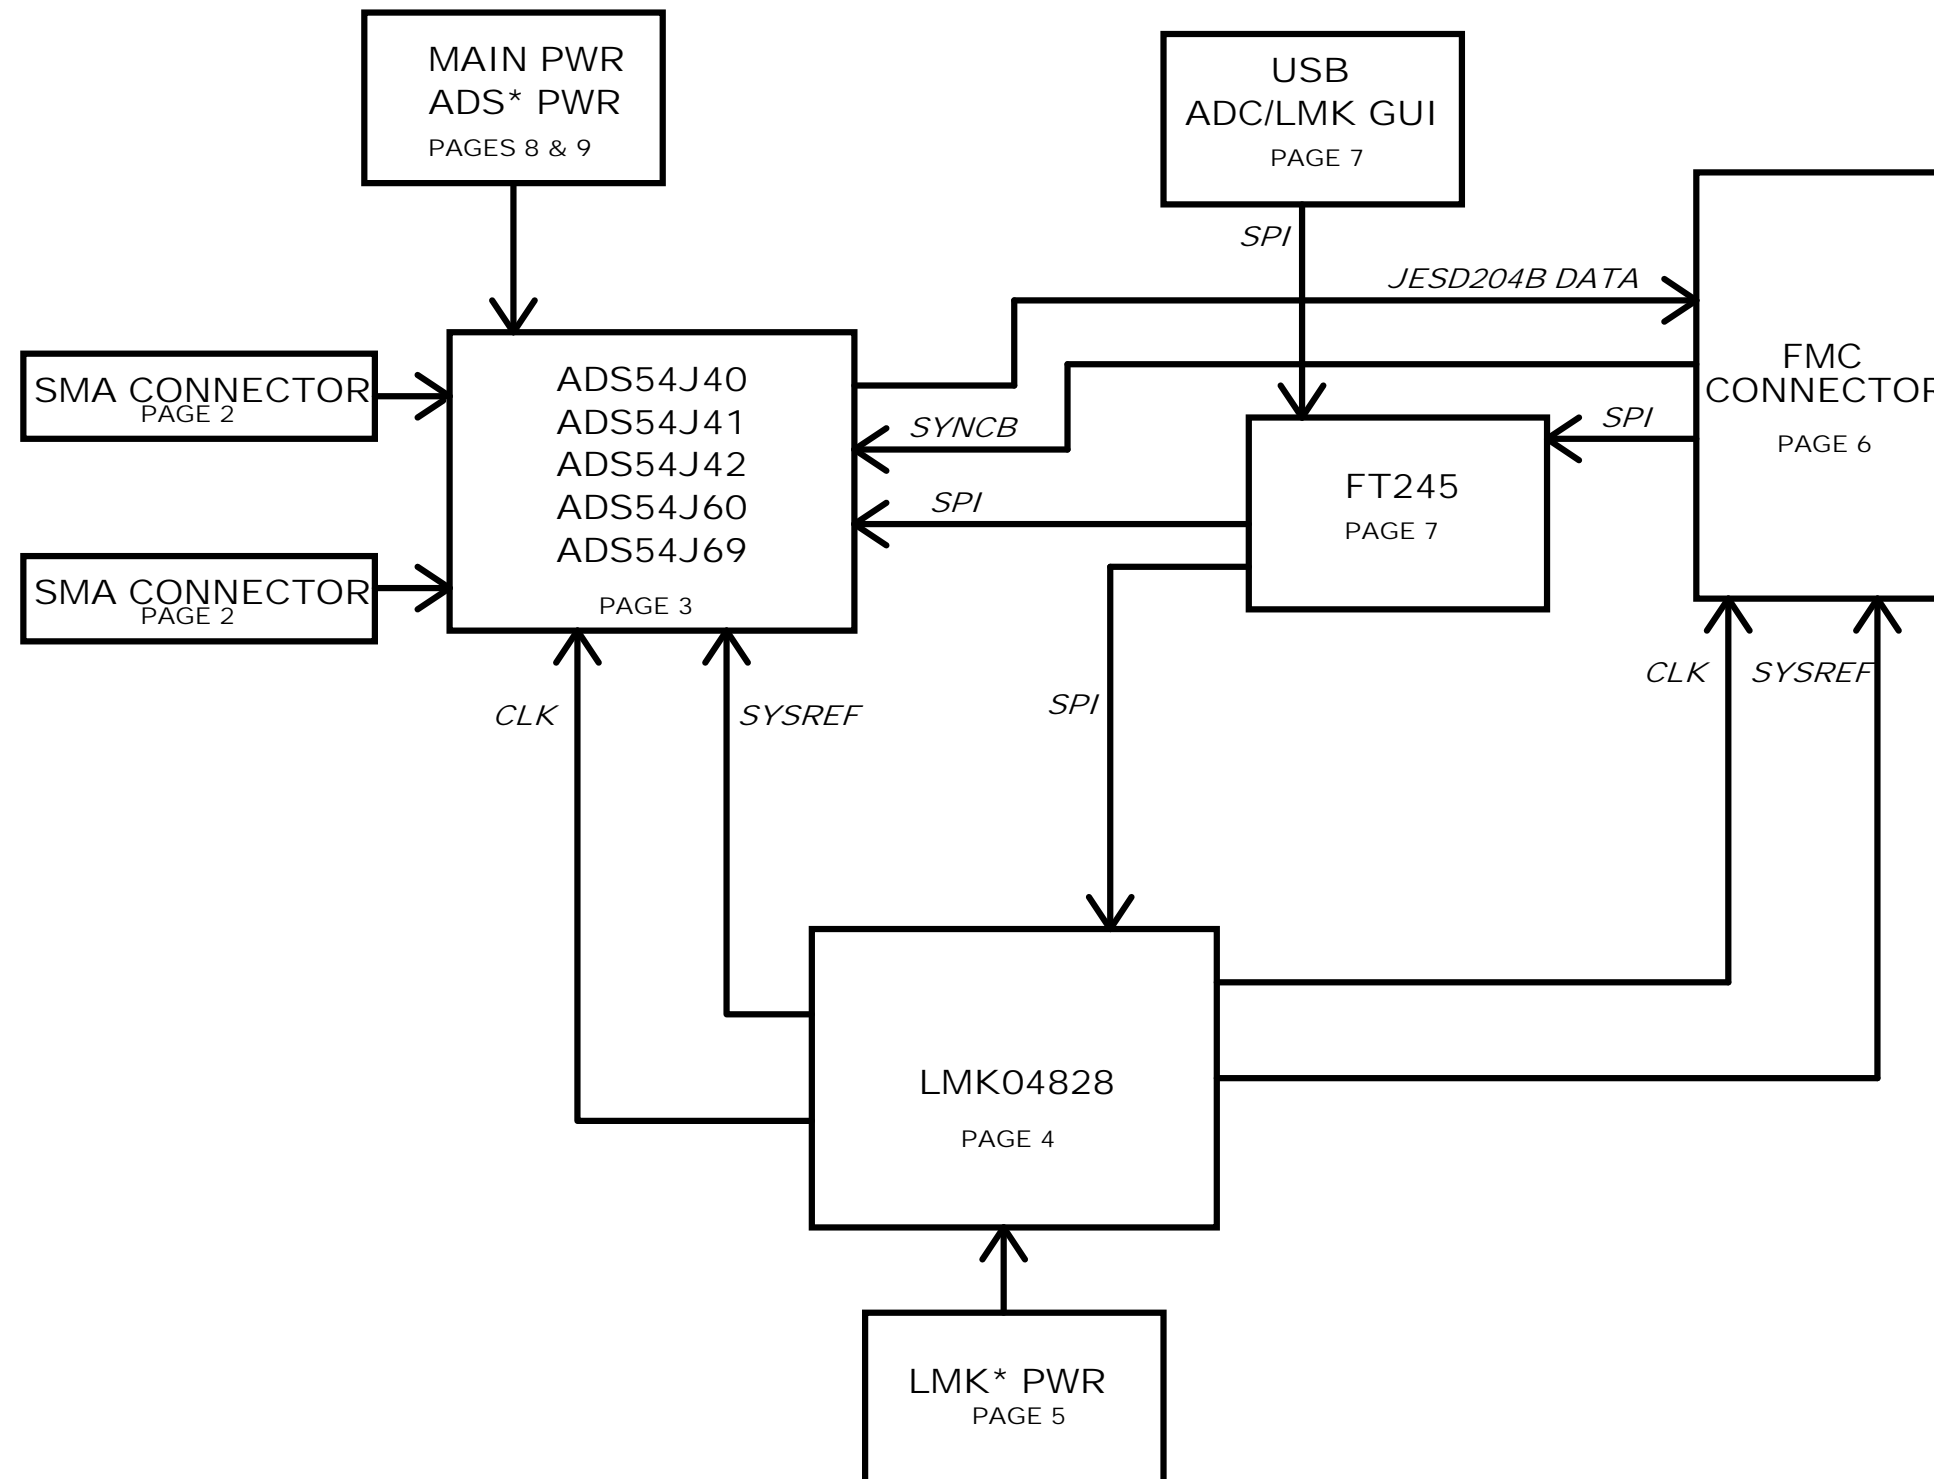 MAIN PWR
ADS* PWR
PAGES 8 & 9
USB
ADC/LMK GUI
PAGE 7
SPI
JESD204B DATA
SMA CONNECTOR
PAGE 2
ADS54J40
ADS54J41
ADS54J42
ADS54J60
ADS54J69
PAGE 3
SYNCB
SPI
FT245
PAGE 7
SPI
FMC
CONNECTOR
PAGE 6
SMA CONNECTOR
PAGE 2
CLK
SYSREF
SPI
CLK
SYSREF
LMK04828
PAGE 4
LMK* PWR
PAGE 5